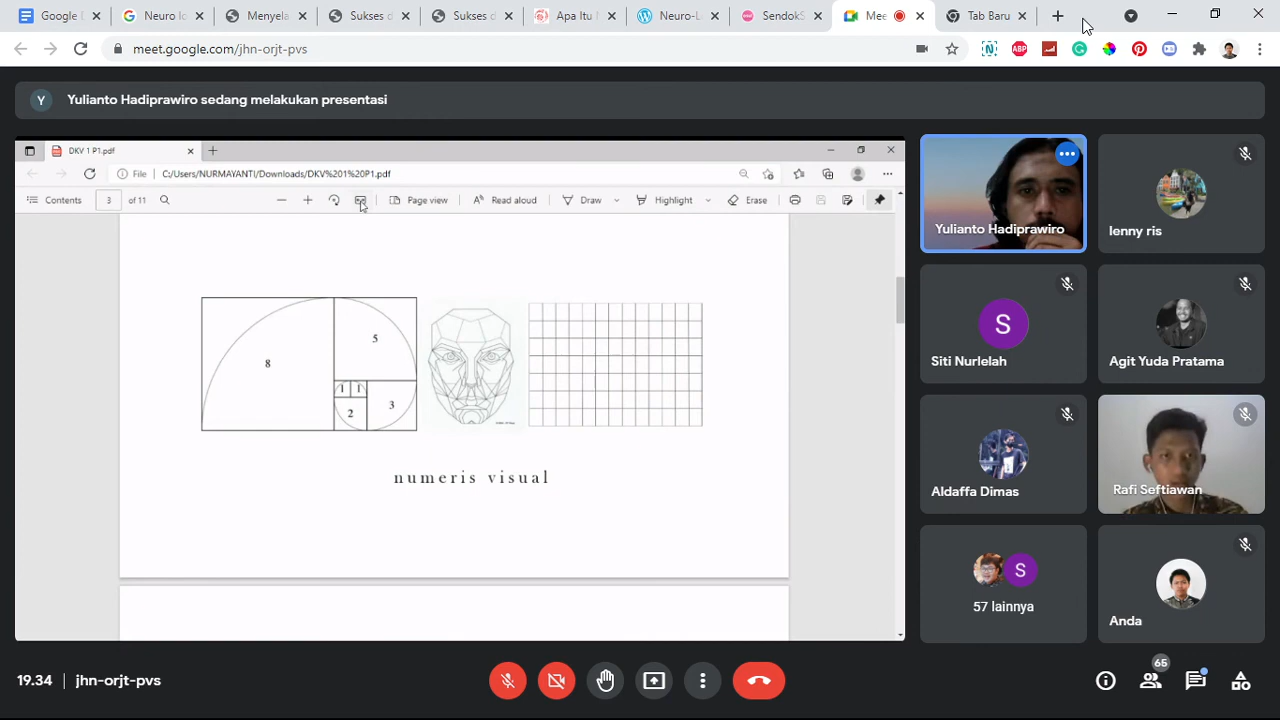 Google D
Neuro lo
Menyela
Sukses d
Sukses d
Apa Itu N
Neuro-L
SendokS
Mee
Tab Baru
meet.google.com/jhn-orjt-pvs
N
ABP
Y
Yulianto Hadiprawiro sedang melakukan presentasi
DKV 1 P1.pdf
File
C:/Users/NURMAYANTI/Downloads/DKV%201%20P1.pdf
Contents
3
of 11
Page view
Read aloud
Draw
Highlight
Erase
8
5
1
1
2
3
numeris visual
Yulianto Hadiprawiro
lenny ris
S
Siti Nurlelah
Agit Yuda Pratama
Aldaffa Dimas
Rafi Seftiawan
S
57 lainnya
Anda
19.34
jhn-orjt-pvs
65